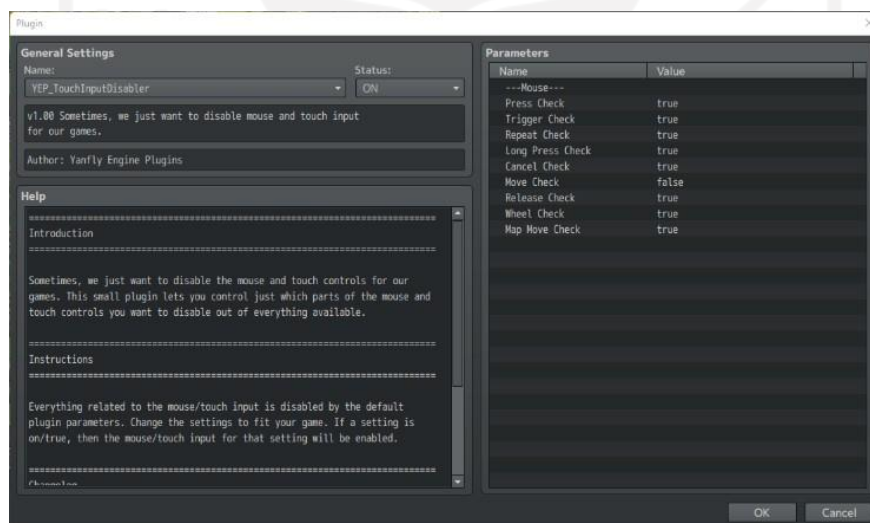 Plugin
General Settings
Name:
Status:
YEP_TouchInputDisabler
ON
v1.00 Sometimes, we just want to disable mouse and touch input
for our games.
Author: Yanfly Engine Plugins
Help
================================================================================
Introduction
================================================================================
Sometimes, we just want to disable the mouse and touch controls for our
games. This small plugin lets you control just which parts of the mouse and
touch controls you want to disable out of everything available.
================================================================================
Instructions
================================================================================
Everything related to the mouse/touch input is disabled by the default
plugin parameters. Change the settings to fit your game. If a setting is
on/true, then the mouse/touch input for that setting will be enabled.
================================================================================
Changelog
Parameters
Name Value
---Mouse---
Press Check true
Trigger Check true
Repeat Check true
Long Press Check true
Cancel Check true
Move Check false
Release Check true
Wheel Check true
Map Move Check true
OK
Cancel